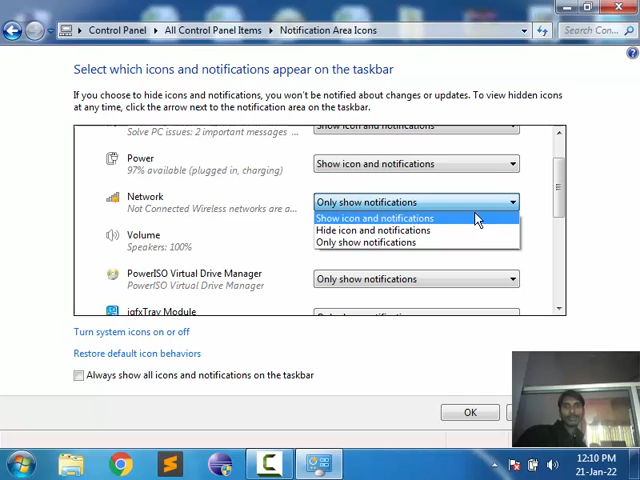 Control Panel ▸ All Control Panel Items ▸ Notification Area Icons
Search Con...
Select which icons and notifications appear on the taskbar
If you choose to hide icons and notifications, you won't be notified about changes or updates. To view hidden icons
at any time, click the arrow next to the notification area on the taskbar.
Solve PC issues: 2 important messages ...
Show icon and notifications
Power
97% available (plugged in, charging)
Show icon and notifications
Network
Not Connected Wireless networks are a...
Only show notifications
Show icon and notifications
Hide icon and notifications
Only show notifications
Volume
Speakers: 100%
PowerISO Virtual Drive Manager
PowerISO Virtual Drive Manager
Only show notifications
igfxTray Module
Turn system icons on or off
Restore default icon behaviors
Always show all icons and notifications on the taskbar
OK
12:10 PM
21-Jan-22